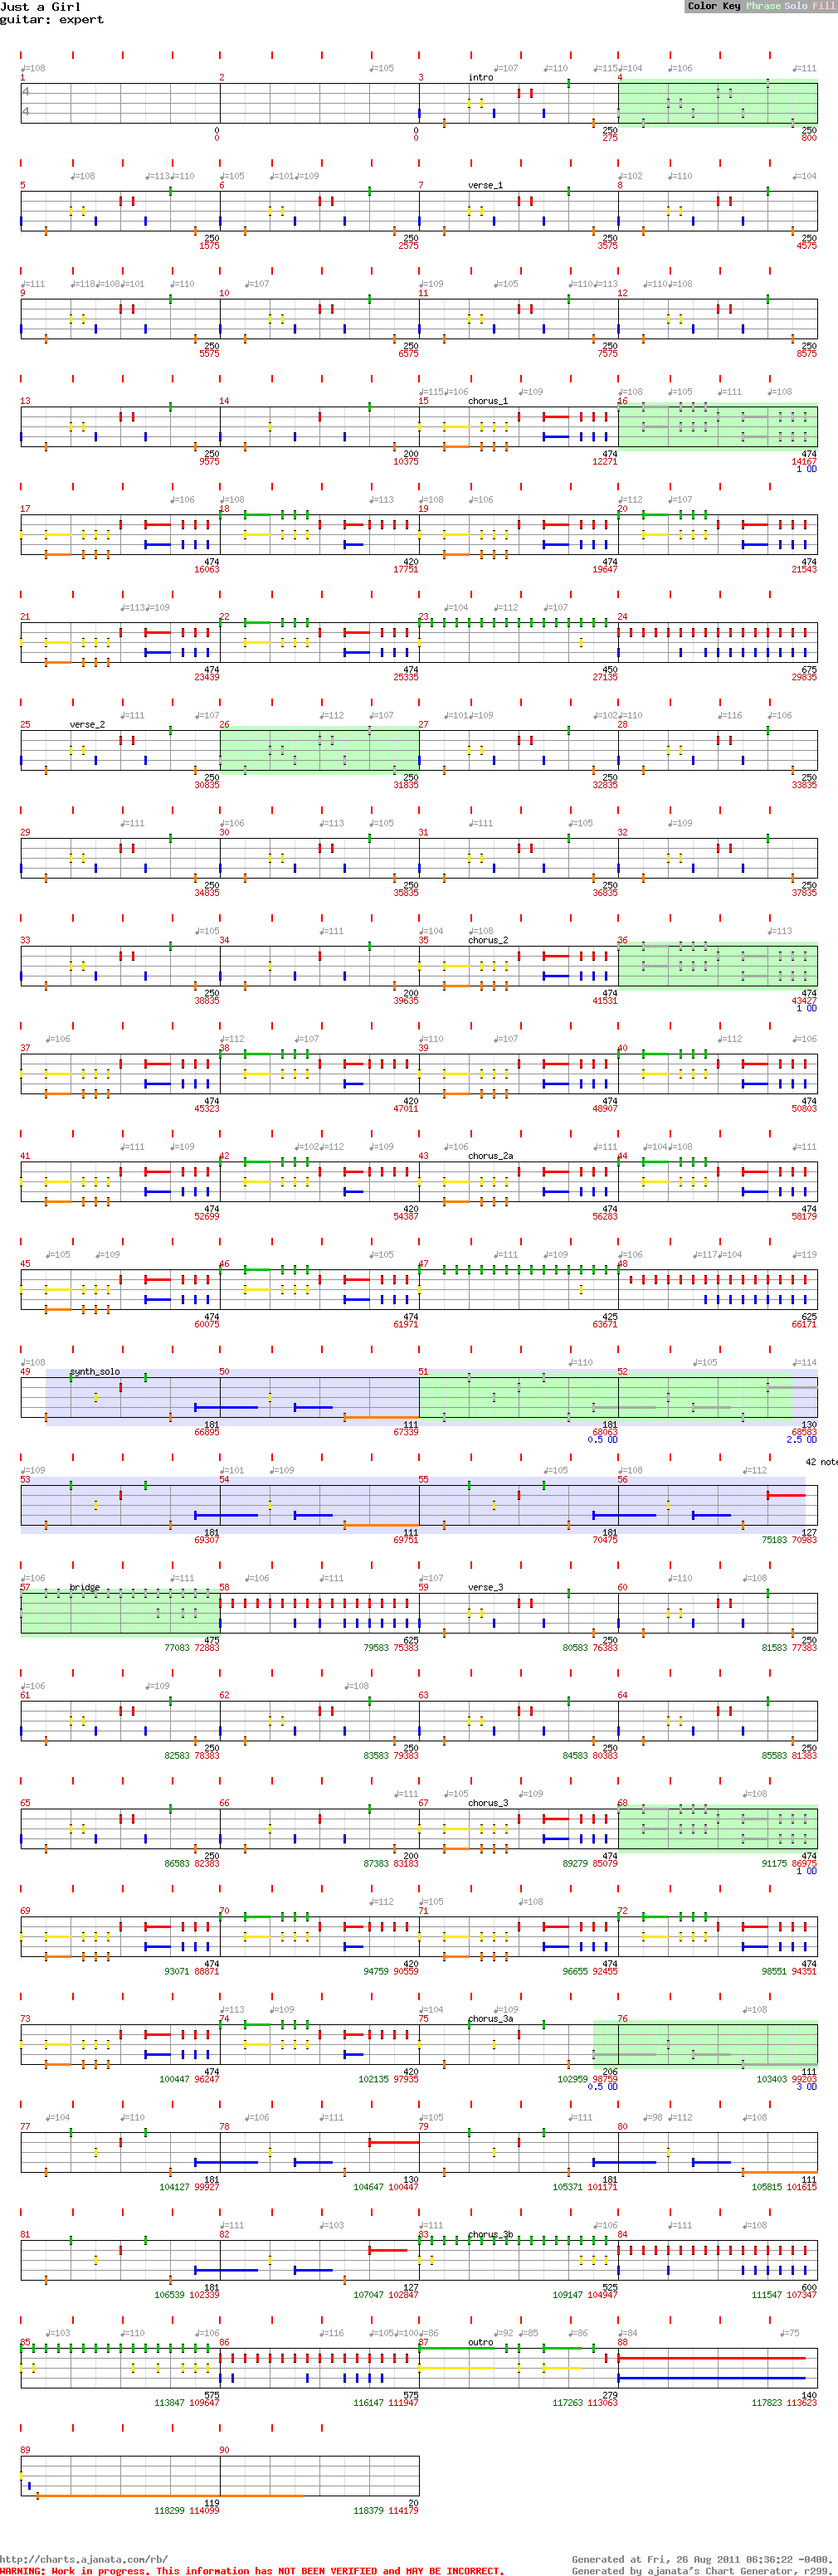 Just a Girl
Color Key Phrase Solo Fill
guitar: expert
♩=108 ♩=105 ♩=107 ♩=110 ♩=115 ♩=104 ♩=106 ♩=111
1 2 3 intro 4
4
4
0 0 250 250
0 0 275 800
♩=108 ♩=113 ♩=110 ♩=105 ♩=101 ♩=109 ♩=102 ♩=110 ♩=104
5 6 7 verse_1 8
250 250 250 250
1575 2575 3575 4575
♩=111 ♩=118 ♩=108 ♩=101 ♩=110 ♩=107 ♩=109 ♩=105 ♩=110 ♩=113 ♩=110 ♩=108
9 10 11 12
250 250 250 250
5575 6575 7575 8575
♩=115 ♩=106 ♩=109 ♩=108 ♩=105 ♩=111 ♩=108
13 14 15 chorus_1 16
250 200 474 474
9575 10375 12271 14167
1 OD
♩=106 ♩=108 ♩=113 ♩=108 ♩=106 ♩=112 ♩=107
17 18 19 20
474 420 474 474
16063 17751 19647 21543
♩=113 ♩=109 ♩=104 ♩=112 ♩=107
21 22 23 24
474 474 450 675
23439 25335 27135 29835
♩=111 ♩=107 ♩=112 ♩=107 ♩=101 ♩=109 ♩=102 ♩=110 ♩=116 ♩=106
25 verse_2 26 27 28
250 250 250 250
30835 31835 32835 33835
♩=111 ♩=106 ♩=113 ♩=105 ♩=111 ♩=105 ♩=109
29 30 31 32
250 250 250 250
34835 35835 36835 37835
♩=105 ♩=111 ♩=104 ♩=108 ♩=113
33 34 35 chorus_2 36
250 200 474 474
38835 39635 41531 43427
1 OD
♩=106 ♩=112 ♩=107 ♩=110 ♩=107 ♩=112 ♩=106
37 38 39 40
474 420 474 474
45323 47011 48907 50803
♩=111 ♩=109 ♩=102 ♩=112 ♩=109 ♩=106 ♩=111 ♩=104 ♩=108 ♩=111
41 42 43 chorus_2a 44
474 420 474 474
52699 54387 56283 58179
♩=105 ♩=109 ♩=105 ♩=111 ♩=109 ♩=106 ♩=117 ♩=104 ♩=119
45 46 47 48
474 474 425 625
60075 61971 63671 66171
♩=108 ♩=110 ♩=105 ♩=114
49 synth_solo 50 51 52
181 111 181 130
66895 67339 68063 68583
0.5 OD 2.5 OD
♩=109 ♩=101 ♩=109 ♩=105 ♩=108 ♩=112 42 note
53 54 55 56
181 111 181 127
69307 69751 70475 75183 70983
♩=106 ♩=111 ♩=106 ♩=111 ♩=107 ♩=110 ♩=108
57 bridge 58 59 verse_3 60
475 625 250 250
77083 72883 79583 75383 80583 76383 81583 77383
♩=106 ♩=109 ♩=108
61 62 63 64
250 250 250 250
82583 78383 83583 79383 84583 80383 85583 81383
♩=111 ♩=105 ♩=109 ♩=108
65 66 67 chorus_3 68
250 200 474 474
86583 82383 87383 83183 89279 85079 91175 86975
1 OD
♩=112 ♩=105 ♩=108
69 70 71 72
474 420 474 474
93071 88871 94759 90559 96655 92455 98551 94351
♩=113 ♩=109 ♩=104 ♩=109 ♩=108
73 74 75 chorus_3a 76
474 420 206 111
100447 96247 102135 97935 102959 98759 103403 99203
0.5 OD 3 OD
♩=104 ♩=110 ♩=106 ♩=111 ♩=105 ♩=111 ♩=98 ♩=112 ♩=108
77 78 79 80
181 130 181 111
104127 99927 104647 100447 105371 101171 105815 101615
♩=111 ♩=103 ♩=111 ♩=106 ♩=111 ♩=108
81 82 83 chorus_3b 84
181 127 525 600
106539 102339 107047 102847 109147 104947 111547 107347
♩=103 ♩=110 ♩=106 ♩=116 ♩=105 ♩=100 ♩=86 ♩=92 ♩=85 ♩=86 ♩=84 ♩=75
85 86 87 outro 88
575 575 279 140
113847 109647 116147 111947 117263 113063 117823 113623
89 90
119 20
118299 114099 118379 114179
http://charts.ajanata.com/rb/
Generated at Fri, 26 Aug 2011 06:36:22 -0400.
WARNING: Work in progress. This information has NOT BEEN VERIFIED and MAY BE INCORRECT.
Generated by ajanata's Chart Generator, r299.